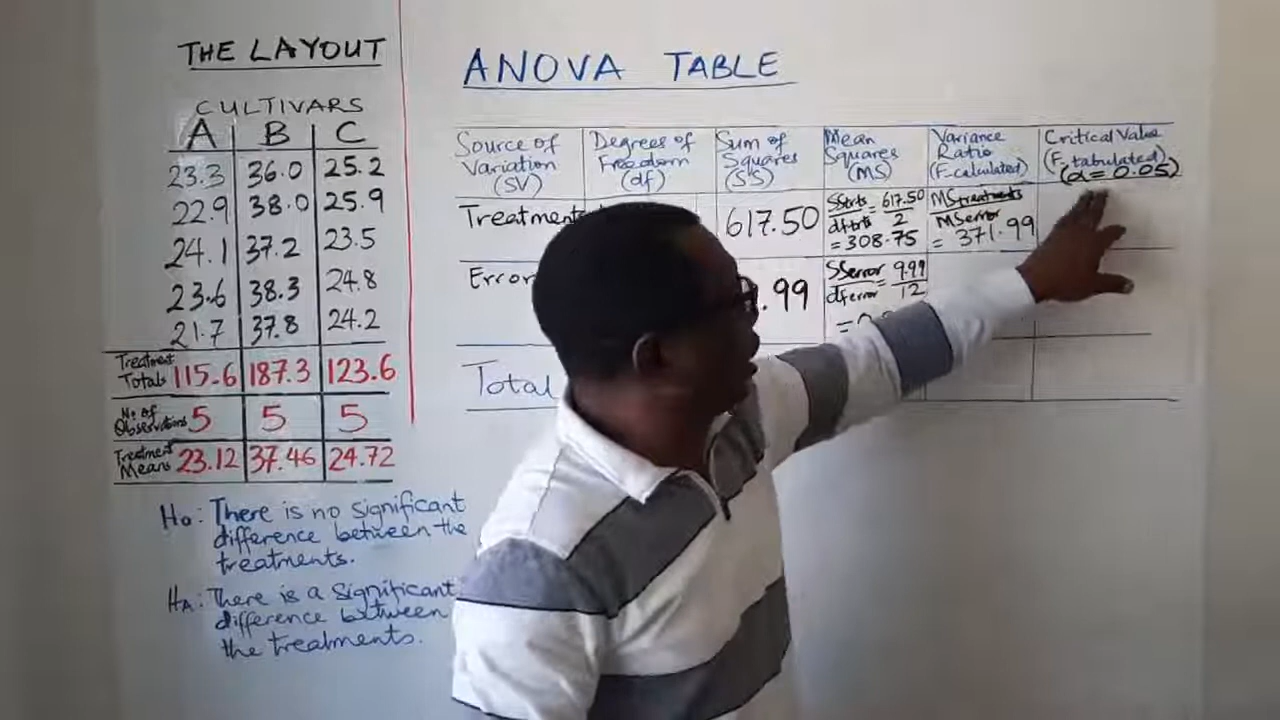 THE LAYOUT
CULTIVARS
A B C
23.3 36.0 25.2
22.9 38.0 25.9
24.1 37.2 23.5
23.6 38.3 24.8
21.7 37.8 24.2
Treatment
Totals 115.6 187.3 123.6
No of
Observations 5 5 5
Treatment
Means 23.12 37.46 24.72
Ho: There is no significant
difference between the
treatments.
HA: There is a significant
difference between
the treatments.
ANOVA TABLE
Source of
Variation
(SV)
Degrees of
Freedom
(df)
Sum of
Squares
(SS)
Mean
Squares
(MS)
Variance
Ratio
(F-calculated)
Critical Value
(F-tabulated)
(α = 0.05)
Treatments
617.50
SStrts = 617.50
dftrts 2
= 308.75
MStreatments
MSerror
= 371.99
Error
.99
SSerror = 9.99
dferror 12
= 0.
Total